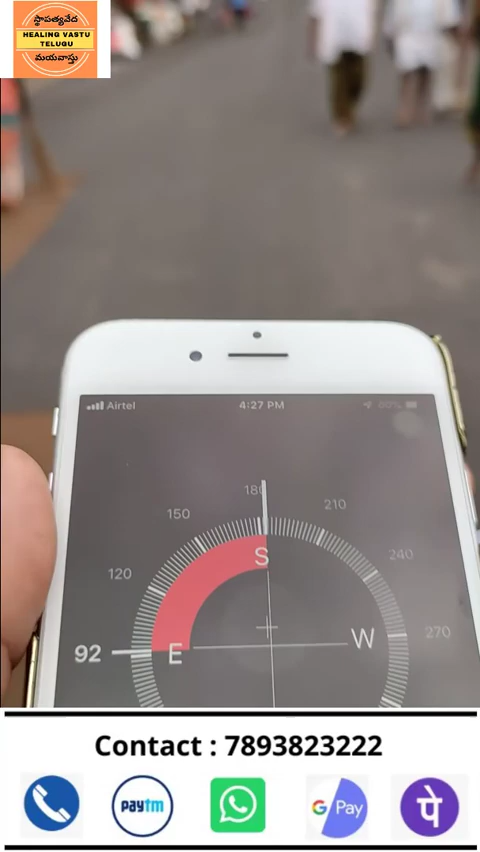 స్థాపత్యవేద
HEALING VASTU
TELUGU
మయవాస్తు
Airtel
4:27 PM
60%
180
150
210
S
120
240
92
E
W
270
Contact : 7893823222
paytm
G Pay
पे